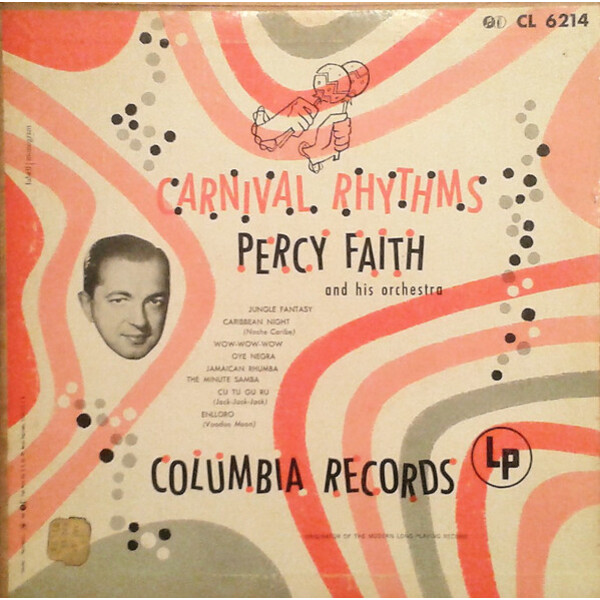 CL 6214
CARNIVAL RHYTHMS
PERCY FAITH
and his orchestra
JUNGLE FANTASY
CARIBBEAN NIGHT
(Noche Caribe)
WOW-WOW-WOW
OYE NEGRA
JAMAICAN RHUMBA
THE MINUTE SAMBA
CU TU GU RU
(Jack-Jack-Jack)
ENLLORO
(Voodoo Moon)
COLUMBIA RECORDS
LP
ORIGINATOR OF THE MODERN LONG PLAYING RECORD